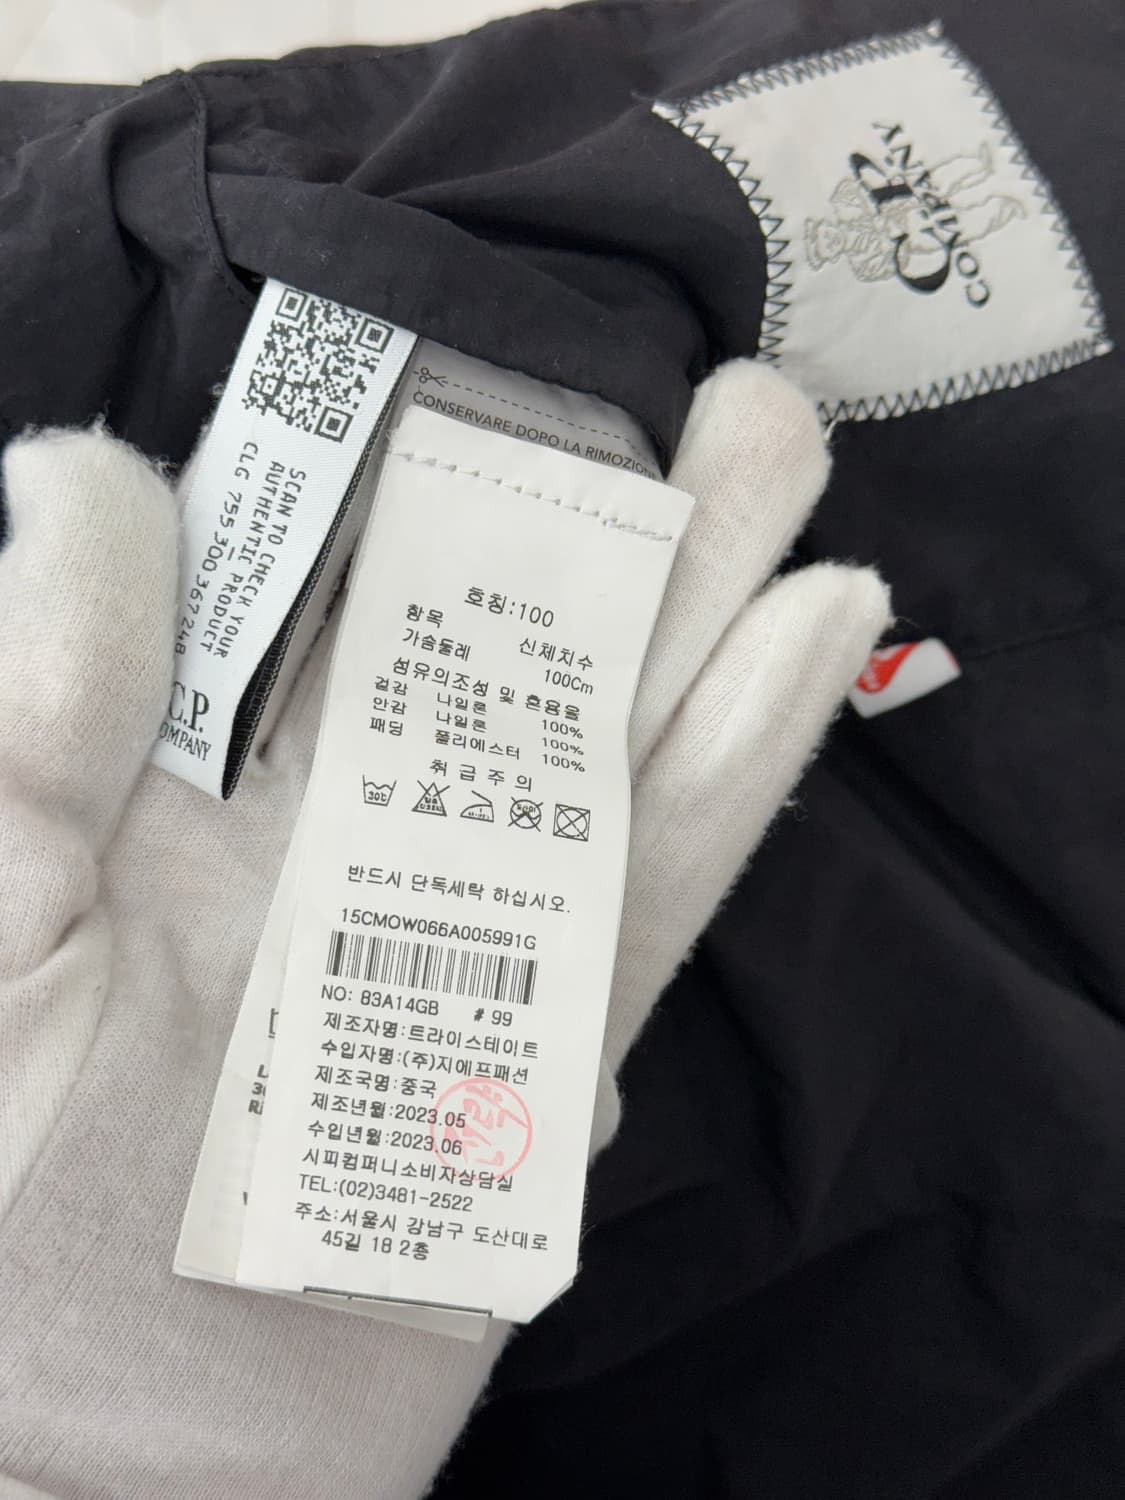 C.P.
COMPANY
SCAN TO CHECK YOUR
AUTHENTIC PRODUCT
CLG 755 300 367 248
C.P.
OMPANY
CONSERVARE DOPO LA RIMOZION
호칭:100
항목 신체치수
가슴둘레 100Cm
섬유의조성 및 혼용율
겉감 나일론 100%
안감 나일론 100%
패딩 폴리에스터 100%
취급주의
30℃
반드시 단독세탁 하십시오.
15CMOW066A005991G
NO: 83A14GB # 99
제조자명:트라이스테이트
수입자명:(주)지에프패션
제조국명:중국
제조년월:2023.05
수입년월:2023.06
시피컴퍼니소비자상담실
TEL:(02)3481-2522
주소:서울시 강남구 도산대로
45길 18 2층